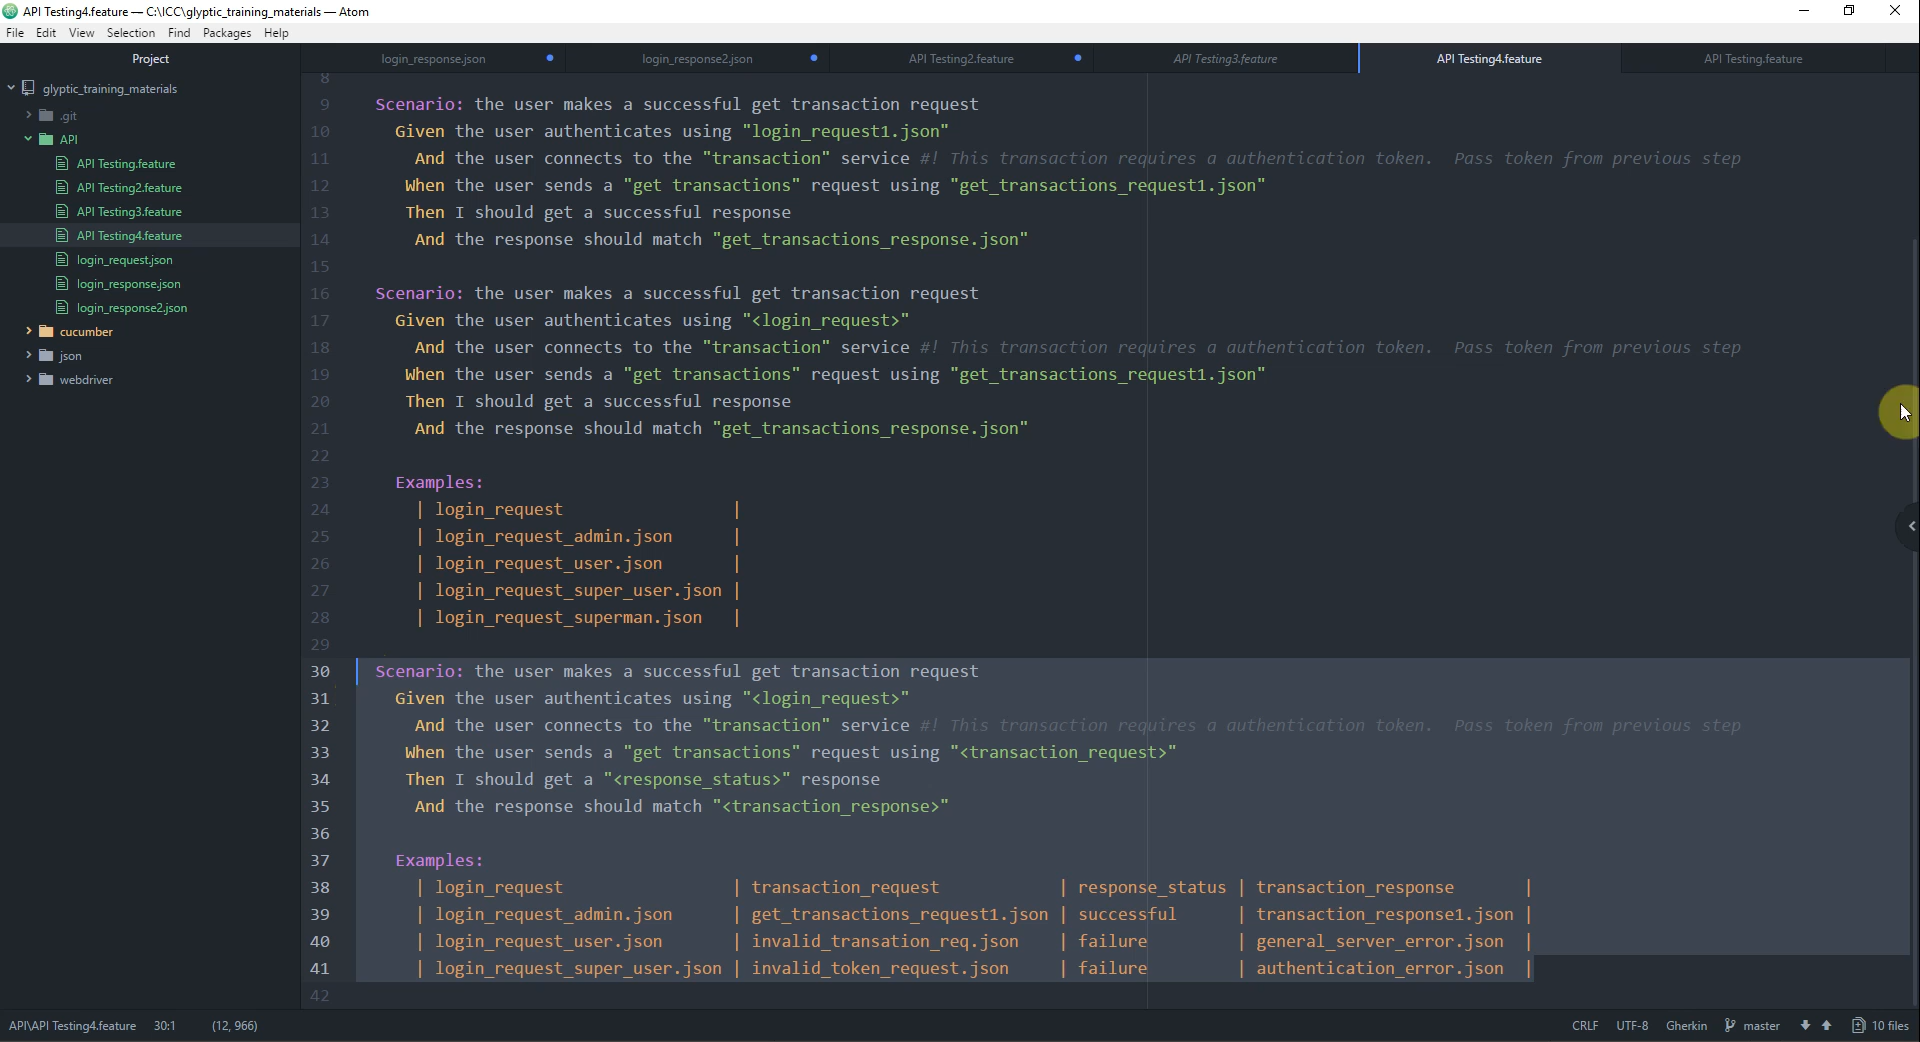 API Testing4.feature — C:\ICC\glyptic_training_materials — Atom
File Edit View Selection Find Packages Help
Project
login_response.json login_response2.json API Testing2.feature API Testing3.feature API Testing4.feature API Testing.feature
glyptic_training_materials
.git
API
API Testing.feature
API Testing2.feature
API Testing3.feature
API Testing4.feature
login_request.json
login_response.json
login_response2.json
cucumber
json
webdriver
8
9 Scenario: the user makes a successful get transaction request
10 Given the user authenticates using "login_request1.json"
11 And the user connects to the "transaction" service #! This transaction requires a authentication token. Pass token from previous step
12 When the user sends a "get transactions" request using "get_transactions_request1.json"
13 Then I should get a successful response
14 And the response should match "get_transactions_response.json"
15
16 Scenario: the user makes a successful get transaction request
17 Given the user authenticates using "<login_request>"
18 And the user connects to the "transaction" service #! This transaction requires a authentication token. Pass token from previous step
19 When the user sends a "get transactions" request using "get_transactions_request1.json"
20 Then I should get a successful response
21 And the response should match "get_transactions_response.json"
22
23 Examples:
24 | login_request |
25 | login_request_admin.json |
26 | login_request_user.json |
27 | login_request_super_user.json |
28 | login_request_superman.json |
29
30 Scenario: the user makes a successful get transaction request
31 Given the user authenticates using "<login_request>"
32 And the user connects to the "transaction" service #! This transaction requires a authentication token. Pass token from previous step
33 When the user sends a "get transactions" request using "<transaction_request>"
34 Then I should get a "<response_status>" response
35 And the response should match "<transaction_response>"
36
37 Examples:
38 | login_request | transaction_request | response_status | transaction_response |
39 | login_request_admin.json | get_transactions_request1.json | successful | transaction_response1.json |
40 | login_request_user.json | invalid_transation_req.json | failure | general_server_error.json |
41 | login_request_super_user.json | invalid_token_request.json | failure | authentication_error.json |
42
API\API Testing4.feature 30:1 (12, 966) CRLF UTF-8 Gherkin master 10 files